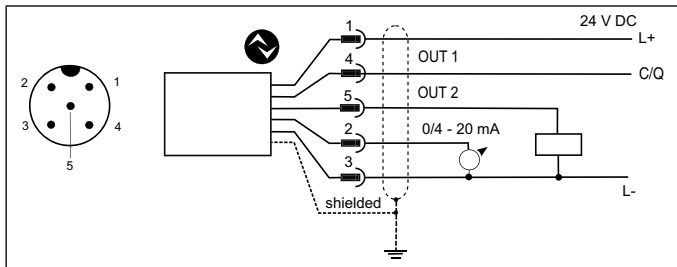 24 V DC
1
L+
OUT 1
4
C/Q
OUT 2
5
2
0/4 - 20 mA
3
L-
shielded
2
1
3
4
5